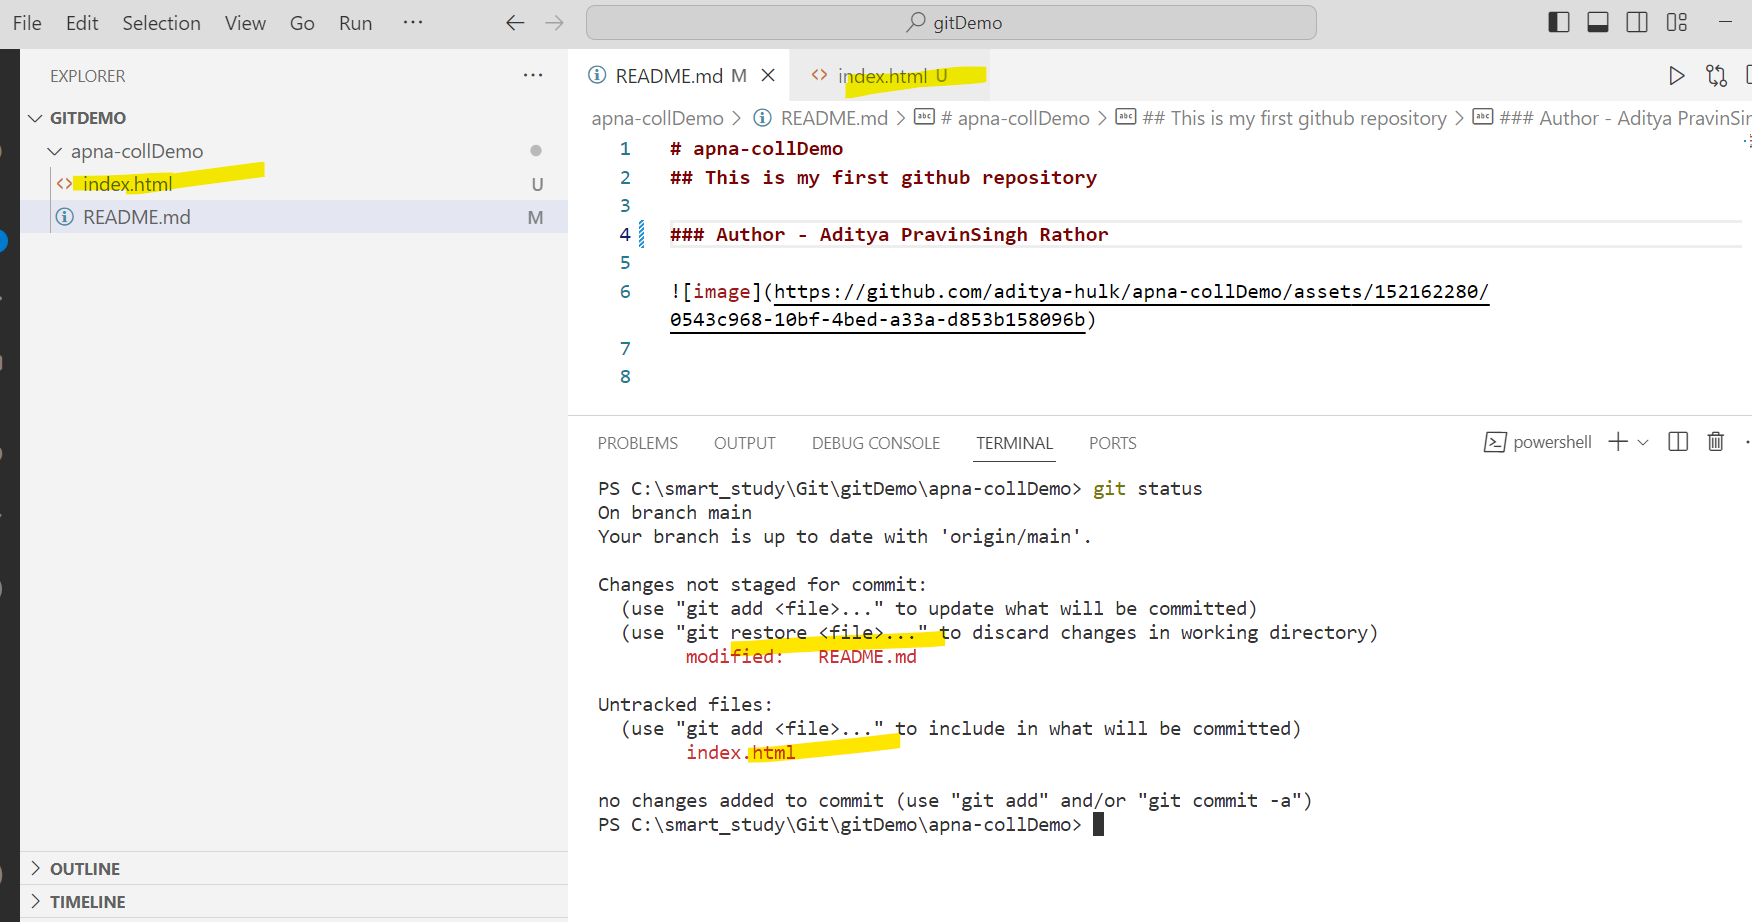 File Edit Selection View Go Run ··· gitDemo
EXPLORER ···
GITDEMO
apna-collDemo
index.html U
README.md M
OUTLINE
TIMELINE
README.md M index.html U
apna-collDemo > README.md > # apna-collDemo > ## This is my first github repository > ### Author - Aditya PravinSin
1 # apna-collDemo
2 ## This is my first github repository
3
4 ### Author - Aditya PravinSingh Rathor
5
6 ![image](https://github.com/aditya-hulk/apna-collDemo/assets/152162280/
0543c968-10bf-4bed-a33a-d853b158096b)
7
8
PROBLEMS OUTPUT DEBUG CONSOLE TERMINAL PORTS powershell
PS C:\smart_study\Git\gitDemo\apna-collDemo> git status
On branch main
Your branch is up to date with 'origin/main'.
Changes not staged for commit:
(use "git add <file>..." to update what will be committed)
(use "git restore <file>..." to discard changes in working directory)
modified: README.md
Untracked files:
(use "git add <file>..." to include in what will be committed)
index.html
no changes added to commit (use "git add" and/or "git commit -a")
PS C:\smart_study\Git\gitDemo\apna-collDemo>